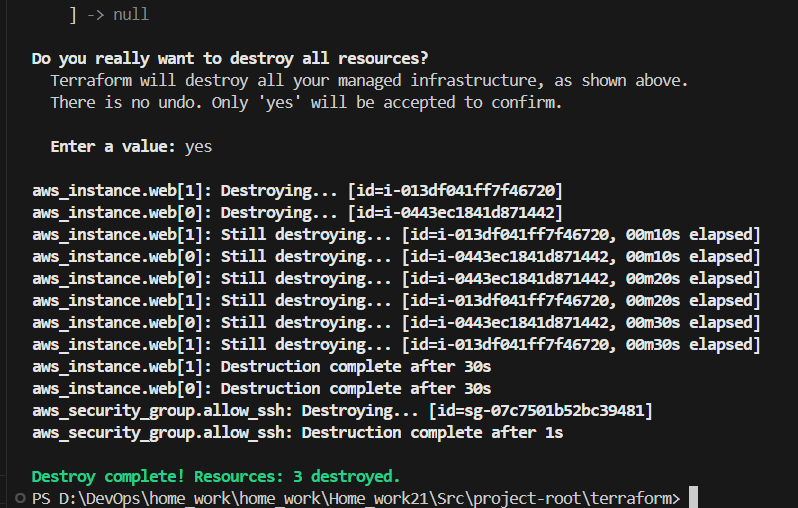 ] -> null
Do you really want to destroy all resources?
Terraform will destroy all your managed infrastructure, as shown above.
There is no undo. Only 'yes' will be accepted to confirm.
Enter a value: yes
aws_instance.web[1]: Destroying... [id=i-013df041ff7f46720]
aws_instance.web[0]: Destroying... [id=i-0443ec1841d871442]
aws_instance.web[1]: Still destroying... [id=i-013df041ff7f46720, 00m10s elapsed]
aws_instance.web[0]: Still destroying... [id=i-0443ec1841d871442, 00m10s elapsed]
aws_instance.web[0]: Still destroying... [id=i-0443ec1841d871442, 00m20s elapsed]
aws_instance.web[1]: Still destroying... [id=i-013df041ff7f46720, 00m20s elapsed]
aws_instance.web[0]: Still destroying... [id=i-0443ec1841d871442, 00m30s elapsed]
aws_instance.web[1]: Still destroying... [id=i-013df041ff7f46720, 00m30s elapsed]
aws_instance.web[1]: Destruction complete after 30s
aws_instance.web[0]: Destruction complete after 30s
aws_security_group.allow_ssh: Destroying... [id=sg-07c7501b52bc39481]
aws_security_group.allow_ssh: Destruction complete after 1s
Destroy complete! Resources: 3 destroyed.
PS D:\DevOps\home_work\home_work\Home_work21\Src\project-root\terraform>